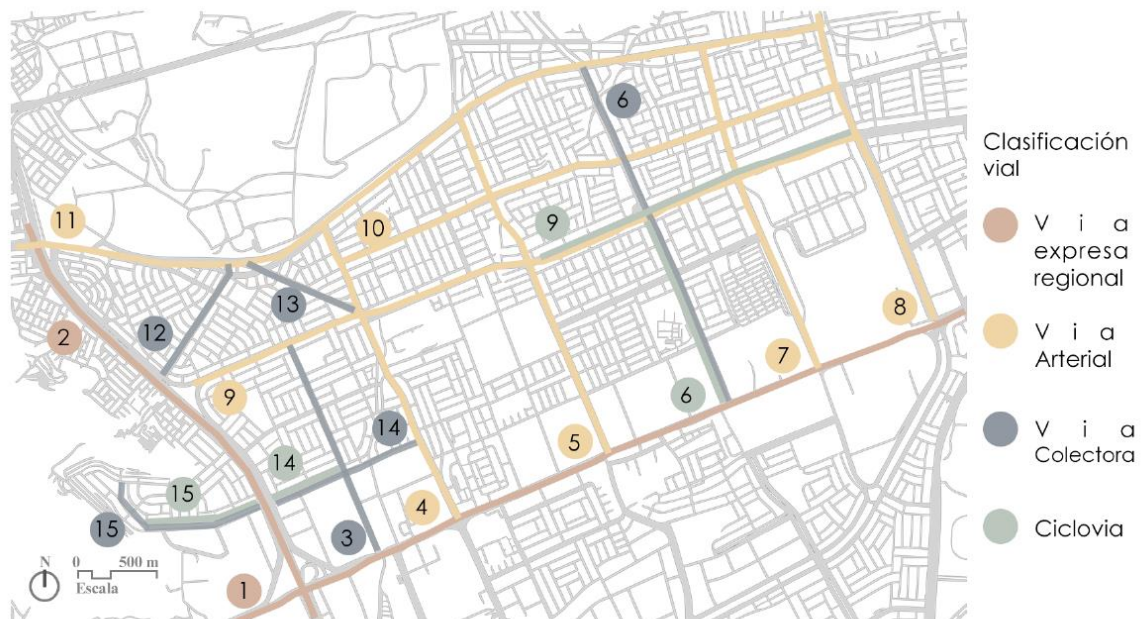 6
11
10
9
13
12
2
8
7
9
14
6
5
14
15
4
15
3
1
N
0 500 m
Escala
Clasificación
vial
V i a
expresa
regional
V i a
Arterial
V i a
Colectora
Ciclovia